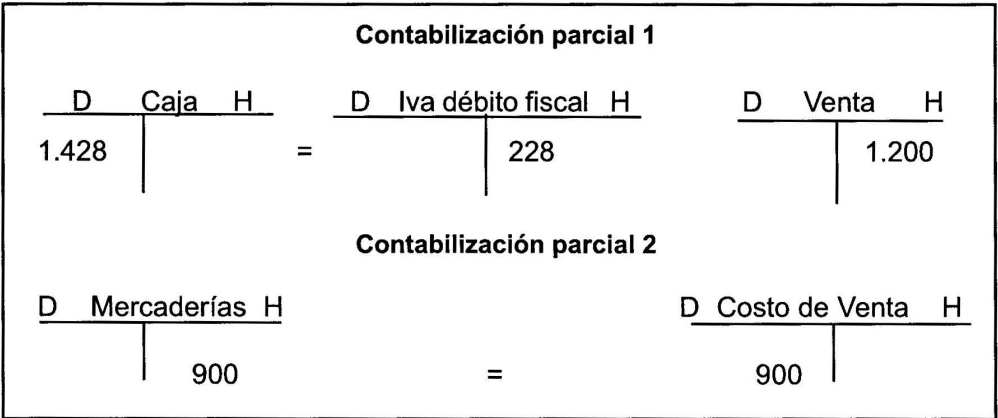 Contabilización parcial 1
D Caja H D Iva débito fiscal H D Venta H
1.428 = 228 1.200
Contabilización parcial 2
D Mercaderías H D Costo de Venta H
900 = 900